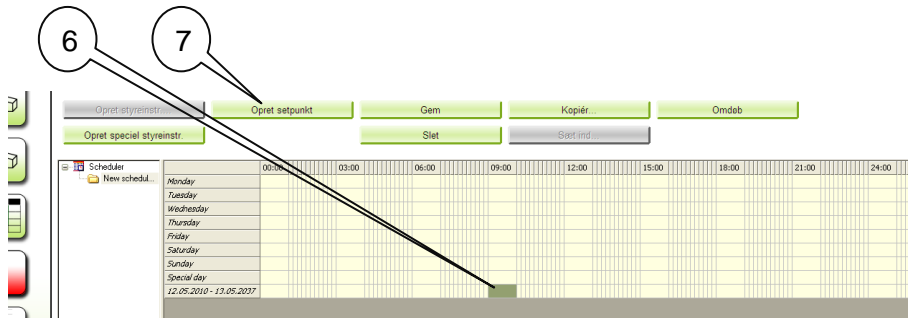 6
7
Opret styreinstr.
Opret setpunkt
Gem
Kopiér...
Omdøb
Opret speciel styreinstr.
Slet
Sæt ind...
Scheduler
New schedul...
00:00 03:00 06:00 09:00 12:00 15:00 18:00 21:00 24:00
Monday
Tuesday
Wednesday
Thursday
Friday
Saturday
Sunday
Special day
12.05.2010 - 13.05.2037